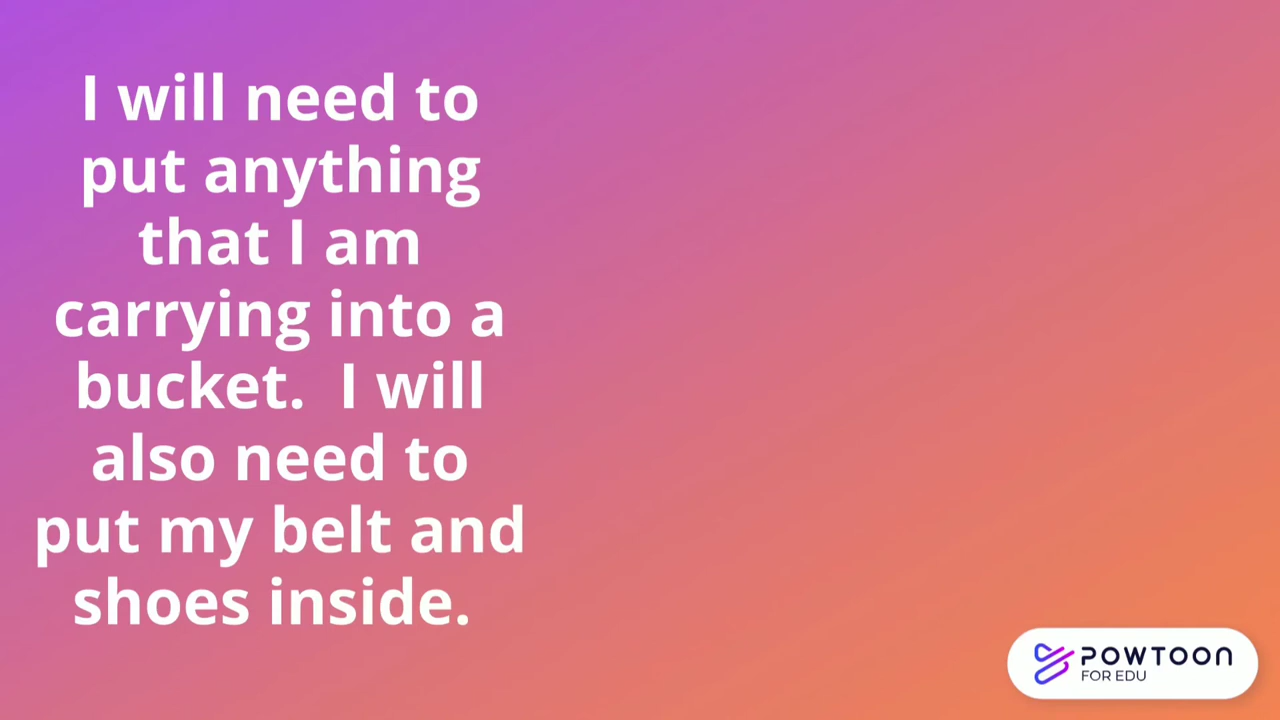 I will need to
put anything
that I am
carrying into a
bucket.  I will
also need to
put my belt and
shoes inside.
POWTOON
FOR EDU